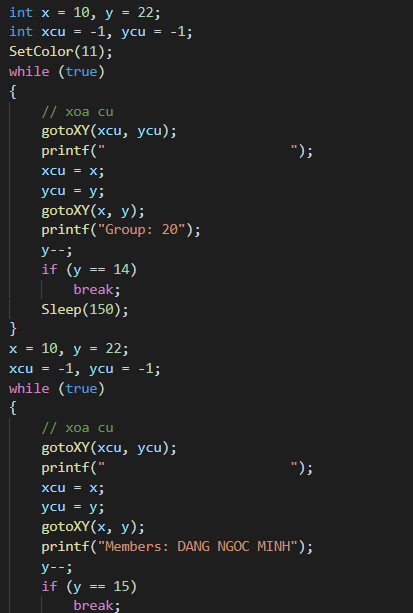 int x = 10, y = 22;
int xcu = -1, ycu = -1;
SetColor(11);
while (true)
{
    // xoa cu
    gotoXY(xcu, ycu);
    printf("                       ");
    xcu = x;
    ycu = y;
    gotoXY(x, y);
    printf("Group: 20");
    y--;
    if (y == 14)
        break;
    Sleep(150);
}
x = 10, y = 22;
xcu = -1, ycu = -1;
while (true)
{
    // xoa cu
    gotoXY(xcu, ycu);
    printf("                       ");
    xcu = x;
    ycu = y;
    gotoXY(x, y);
    printf("Members: DANG NGOC MINH");
    y--;
    if (y == 15)
        break;